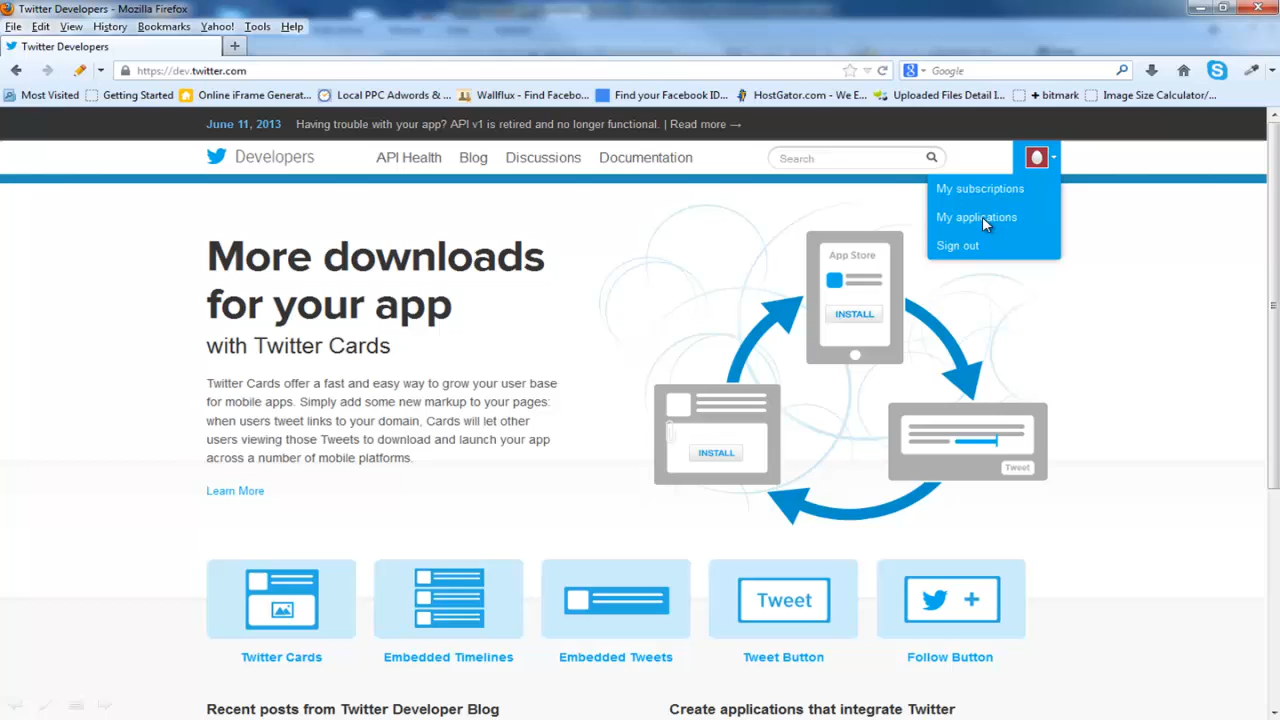 Twitter Developers - Mozilla Firefox
File Edit View History Bookmarks Yahoo! Tools Help
Twitter Developers
https://dev.twitter.com
Google
Most Visited Getting Started Online iFrame Generat... Local PPC Adwords & ... Wallflux - Find Facebo... Find your Facebook ID... HostGator.com - We E... Uploaded Files Detail I... + bitmark Image Size Calculator/...
June 11, 2013 Having trouble with your app? API v1 is retired and no longer functional. | Read more →
Developers API Health Blog Discussions Documentation Search
My subscriptions
My applications
Sign out
More downloads
for your app
with Twitter Cards
Twitter Cards offer a fast and easy way to grow your user base
for mobile apps. Simply add some new markup to your pages:
when users tweet links to your domain, Cards will let other
users viewing those Tweets to download and launch your app
across a number of mobile platforms.
Learn More
App Store
INSTALL
INSTALL
Tweet
Tweet
Twitter Cards Embedded Timelines Embedded Tweets Tweet Button Follow Button
Recent posts from Twitter Developer Blog Create applications that integrate Twitter